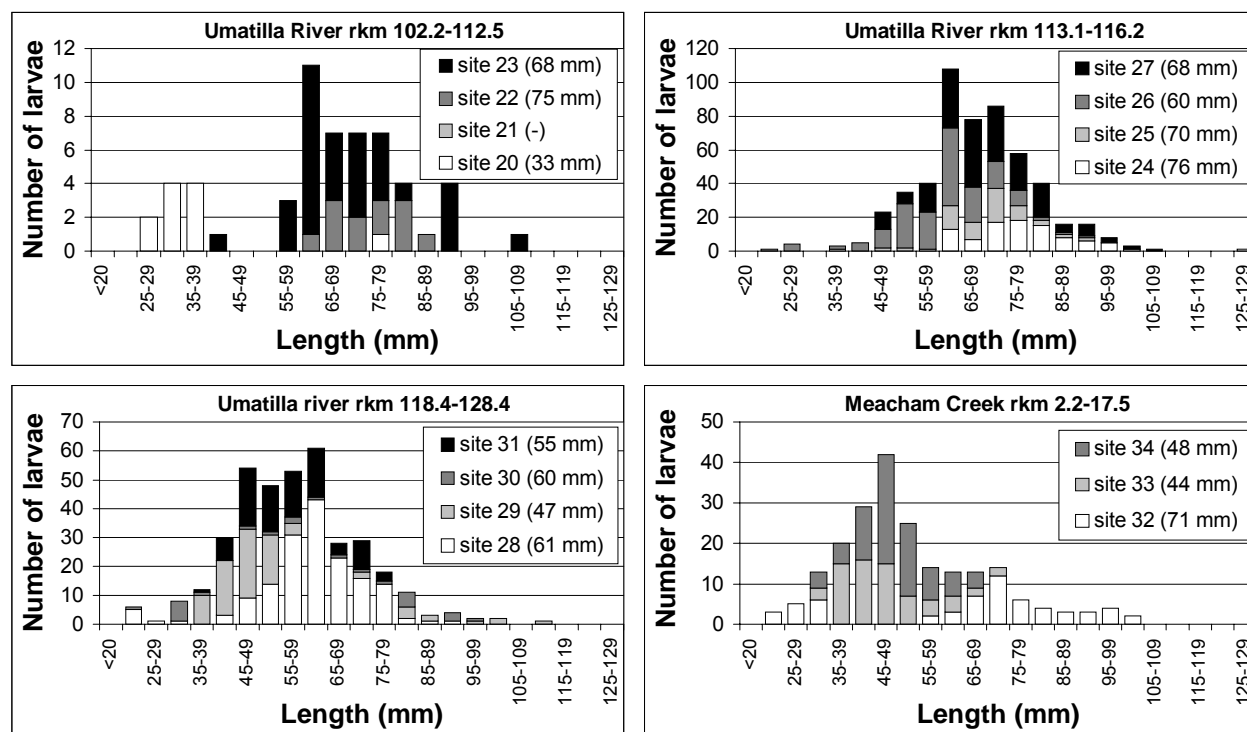 Umatilla River rkm 102.2-112.5
Number of larvae
12
10
8
6
4
2
0
site 23 (68 mm)
site 22 (75 mm)
site 21 (-)
site 20 (33 mm)
<20
25-29
35-39
45-49
55-59
65-69
75-79
85-89
95-99
105-109
115-119
125-129
Length (mm)
Umatilla River rkm 113.1-116.2
Number of larvae
120
100
80
60
40
20
0
site 27 (68 mm)
site 26 (60 mm)
site 25 (70 mm)
site 24 (76 mm)
<20
25-29
35-39
45-49
55-59
65-69
75-79
85-89
95-99
105-109
115-119
125-129
Length (mm)
Umatilla river rkm 118.4-128.4
Number of larvae
70
60
50
40
30
20
10
0
site 31 (55 mm)
site 30 (60 mm)
site 29 (47 mm)
site 28 (61 mm)
<20
25-29
35-39
45-49
55-59
65-69
75-79
85-89
95-99
105-109
115-119
125-129
Length (mm)
Meacham Creek rkm 2.2-17.5
Number of larvae
50
40
30
20
10
0
site 34 (48 mm)
site 33 (44 mm)
site 32 (71 mm)
<20
25-29
35-39
45-49
55-59
65-69
75-79
85-89
95-99
105-109
115-119
125-129
Length (mm)